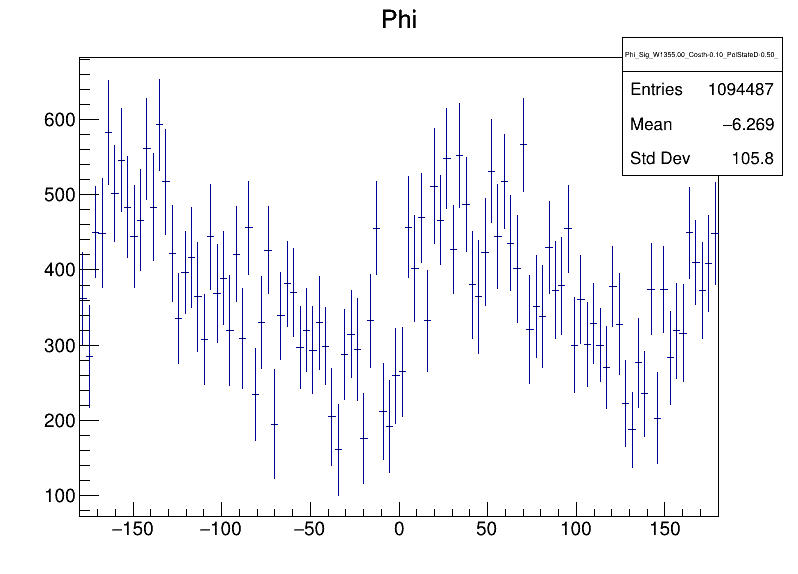 Phi
Phi_Sig_W1355.00_Costh-0.10_PolStateD-0.50_
Entries 1094487
Mean −6.269
Std Dev 105.8
600
500
400
300
200
100
−150 −100 −50 0 50 100 150